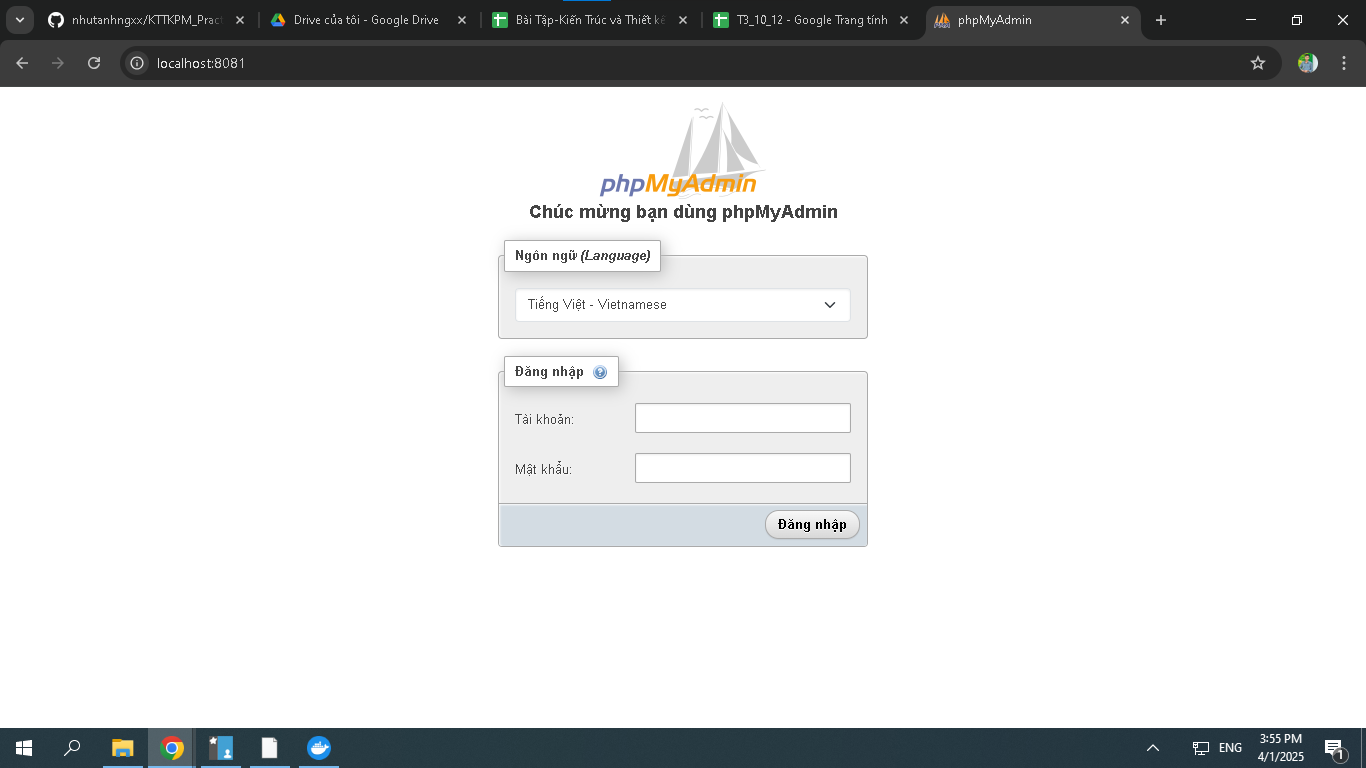 nhutanhngxx/KTTKPM_Pract
Drive của tôi - Google Drive
Bài Tập-Kiến Trúc và Thiết kế
T3_10_12 - Google Trang tính
phpMyAdmin
localhost:8081
phpMyAdmin
Chúc mừng bạn dùng phpMyAdmin
Ngôn ngữ (Language)
Tiếng Việt - Vietnamese
Đăng nhập
Tài khoản:
Mật khẩu:
Đăng nhập
ENG
3:55 PM
4/1/2025
1